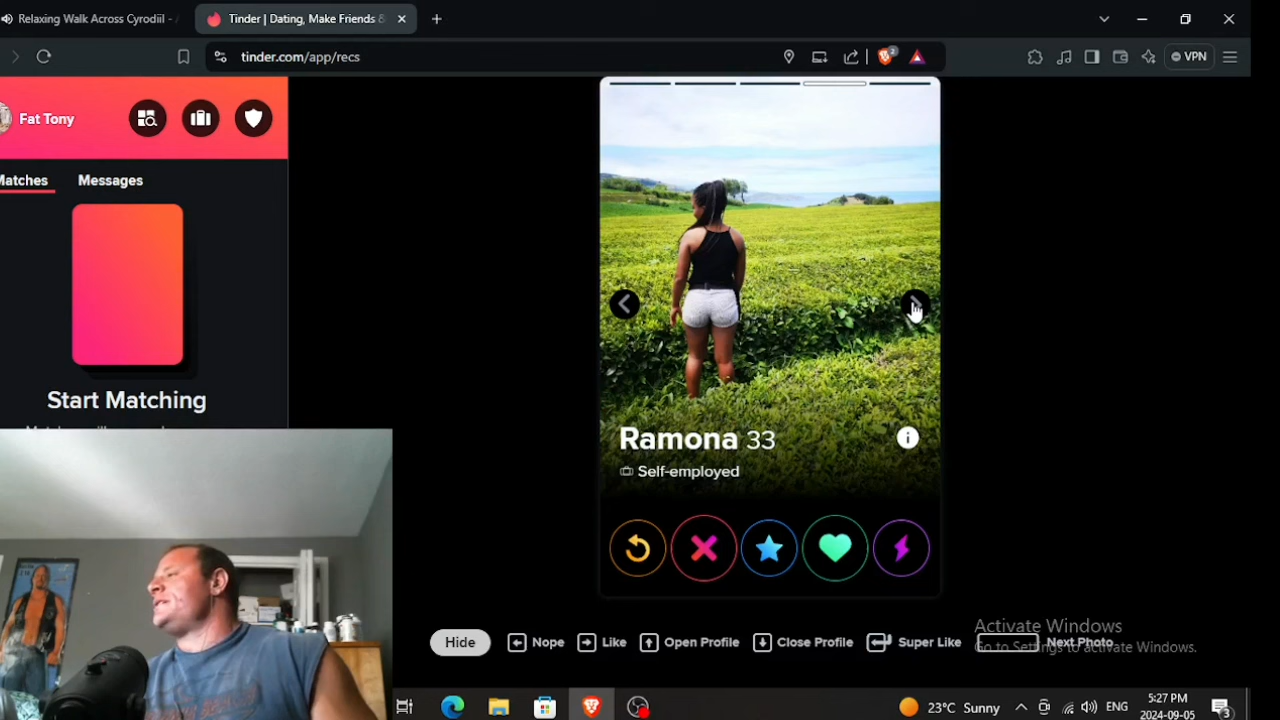 Relaxing Walk Across Cyrodiil -
Tinder | Dating, Make Friends &
tinder.com/app/recs
2
VPN
Fat Tony
Matches Messages
Start Matching
Ramona 33
Self-employed
Hide Nope Like Open Profile Close Profile Super Like Next Photo
Activate Windows
Go to Settings to activate Windows.
23°C Sunny
ENG
5:27 PM
2024-09-05
3